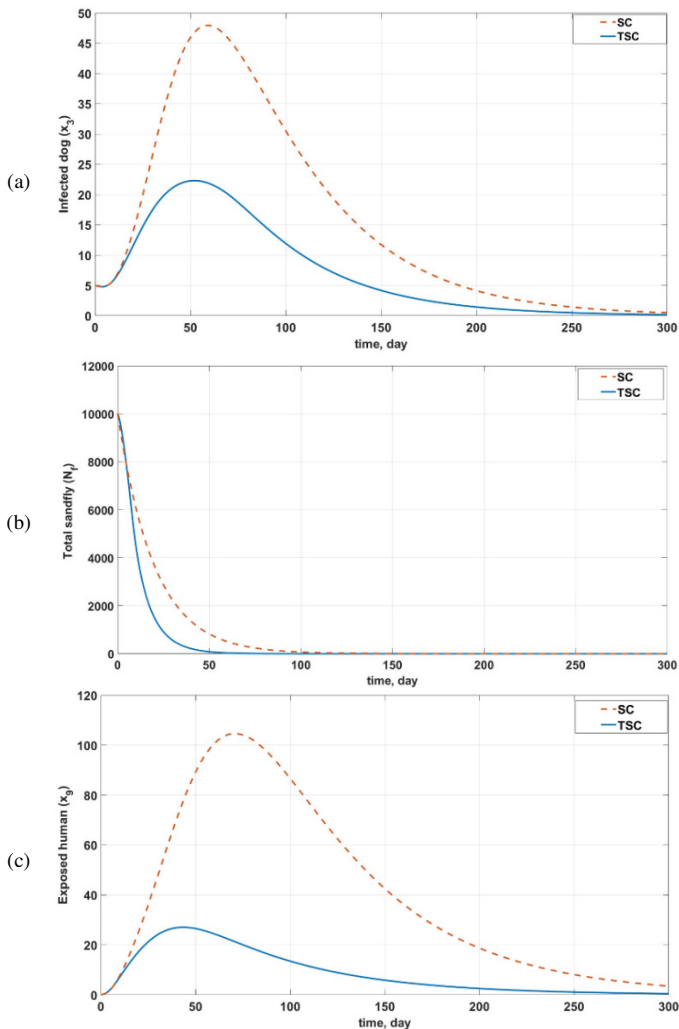 (a)
Infected dog (x3)
50
45
40
35
30
25
20
15
10
5
0
SC
TSC
0 50 100 150 200 250 300
time, day
(b)
Total sandfly (Nf)
12000
10000
8000
6000
4000
2000
0
SC
TSC
0 50 100 150 200 250 300
time, day
(c)
Exposed human (x9)
120
100
80
60
40
20
0
SC
TSC
0 50 100 150 200 250 300
time, day